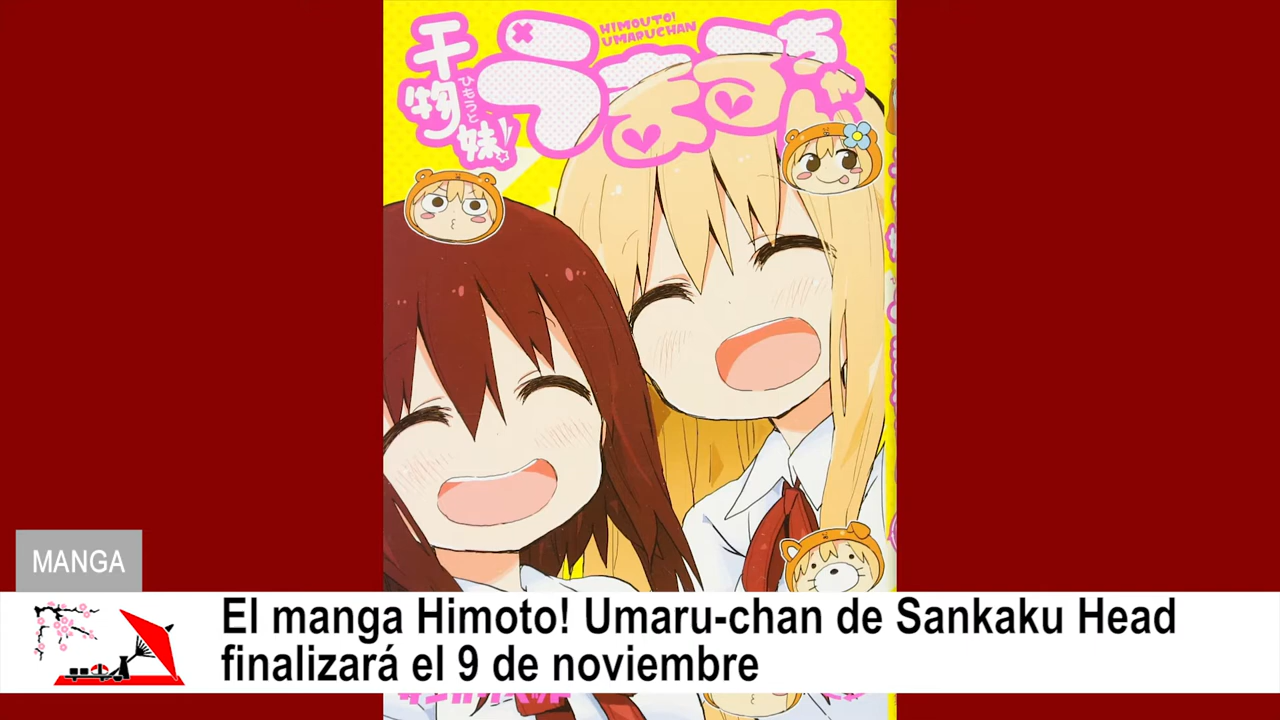 HIMOUTO!
UMARUCHAN
干物妹!
ひもうと
うまるちゃん
MANGA
El manga Himoto! Umaru-chan de Sankaku Head
finalizará el 9 de noviembre